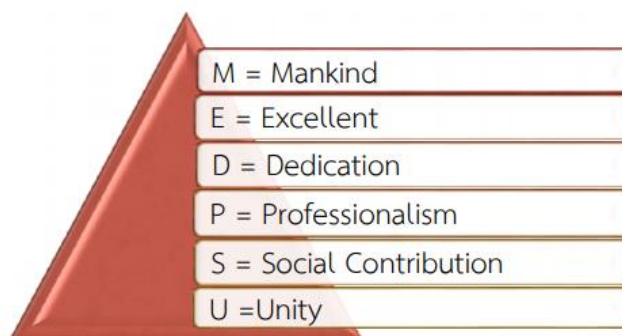 M = Mankind
E = Excellent
D = Dedication
P = Professionalism
S = Social Contribution
U =Unity